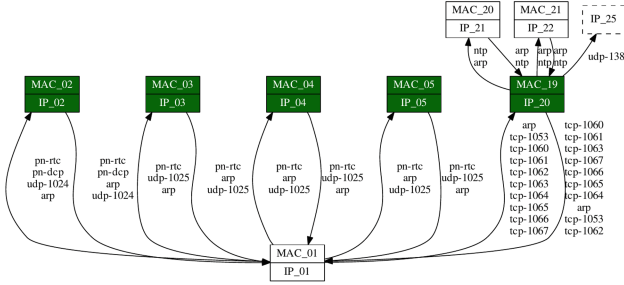 MAC_20
IP_21
MAC_21
IP_22
IP_25
ntp
arp
arp
ntp
arp
ntp
arp
ntp
udp-138
MAC_02
IP_02
MAC_03
IP_03
MAC_04
IP_04
MAC_05
IP_05
MAC_19
IP_20
pn-rtc
pn-dcp
udp-1024
arp
pn-rtc
udp-1024
arp
pn-rtc
pn-dcp
arp
udp-1024
pn-rtc
udp-1025
arp
pn-rtc
arp
udp-1025
pn-rtc
udp-1025
arp
pn-rtc
arp
udp-1025
pn-rtc
udp-1025
arp
arp
tcp-1053
tcp-1060
tcp-1061
tcp-1062
tcp-1063
tcp-1064
tcp-1065
tcp-1066
tcp-1067
tcp-1060
tcp-1061
tcp-1063
tcp-1067
tcp-1066
tcp-1065
tcp-1064
arp
tcp-1053
tcp-1062
MAC_01
IP_01